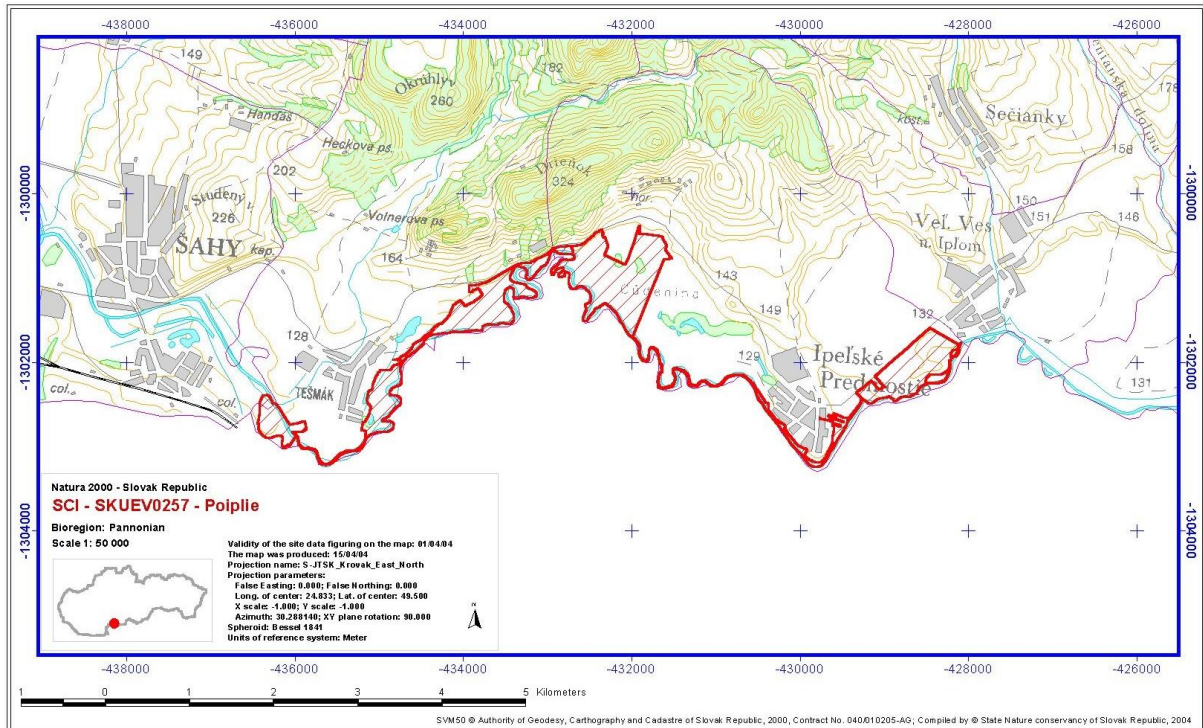 -438000 -436000 -434000 -432000 -430000 -428000 -426000
149
182
Okrúhly v.
260
Handás
Heckova ps.
202
Studený v.
226
ŠAHY
kap.
Volnerova ps.
164
Drieňok
324
hor.
kost.
Sečianky
178
158
150
151
146
Veľ. Ves
n. Ipľom
143
149
132
Cúdenina
128
129
Ipeľské
Predmostie
131
TEŠMÁK
col.
col.
-1300000
-1302000
-1304000
-1300000
-1302000
-1304000
Natura 2000 - Slovak Republic
SCI - SKUEV0257 - Poiplie
Bioregion: Pannonian
Scale 1: 50 000
Validity of the site data figuring on the map: 01/04/04
The map was produced: 15/04/04
Projection name: S-JTSK_Krovak_East_North
Projection parameters:
False Easting: 0.000; False Northing: 0.000
Long. of center: 24.833; Lat. of center: 49.500
X scale: -1.000; Y scale: -1.000
Azimuth: 30.288140; XY plane rotation: 90.000
Spheroid: Bessel 1841
Units of reference system: Meter
-438000 -436000 -434000 -432000 -430000 -428000 -426000
1 0 1 2 3 4 5 Kilometers
SVM50 © Authority of Geodesy, Cartography and Cadastre of Slovak Republic, 2000, Contract No. 040/010205-AG; Compiled by © State Nature conservancy of Slovak Republic, 2004